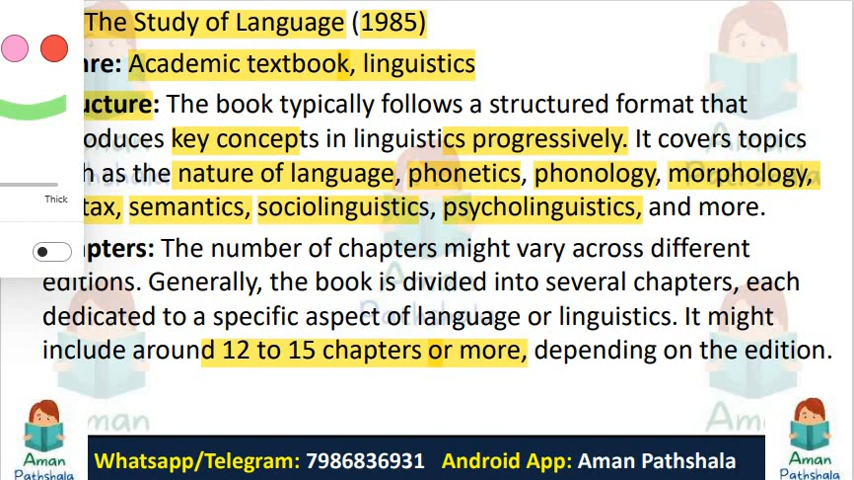 The Study of Language (1985)
nre: Academic textbook, linguistics
ucture: The book typically follows a structured format that
oduces key concepts in linguistics progressively. It covers topics
h as the nature of language, phonetics, phonology, morphology,
tax, semantics, sociolinguistics, psycholinguistics, and more.
Thick
pters: The number of chapters might vary across different
editions. Generally, the book is divided into several chapters, each
dedicated to a specific aspect of language or linguistics. It might
include around 12 to 15 chapters or more, depending on the edition.
Aman
Pathshala
Whatsapp/Telegram: 7986836931 Android App: Aman Pathshala
Aman
Pathshala